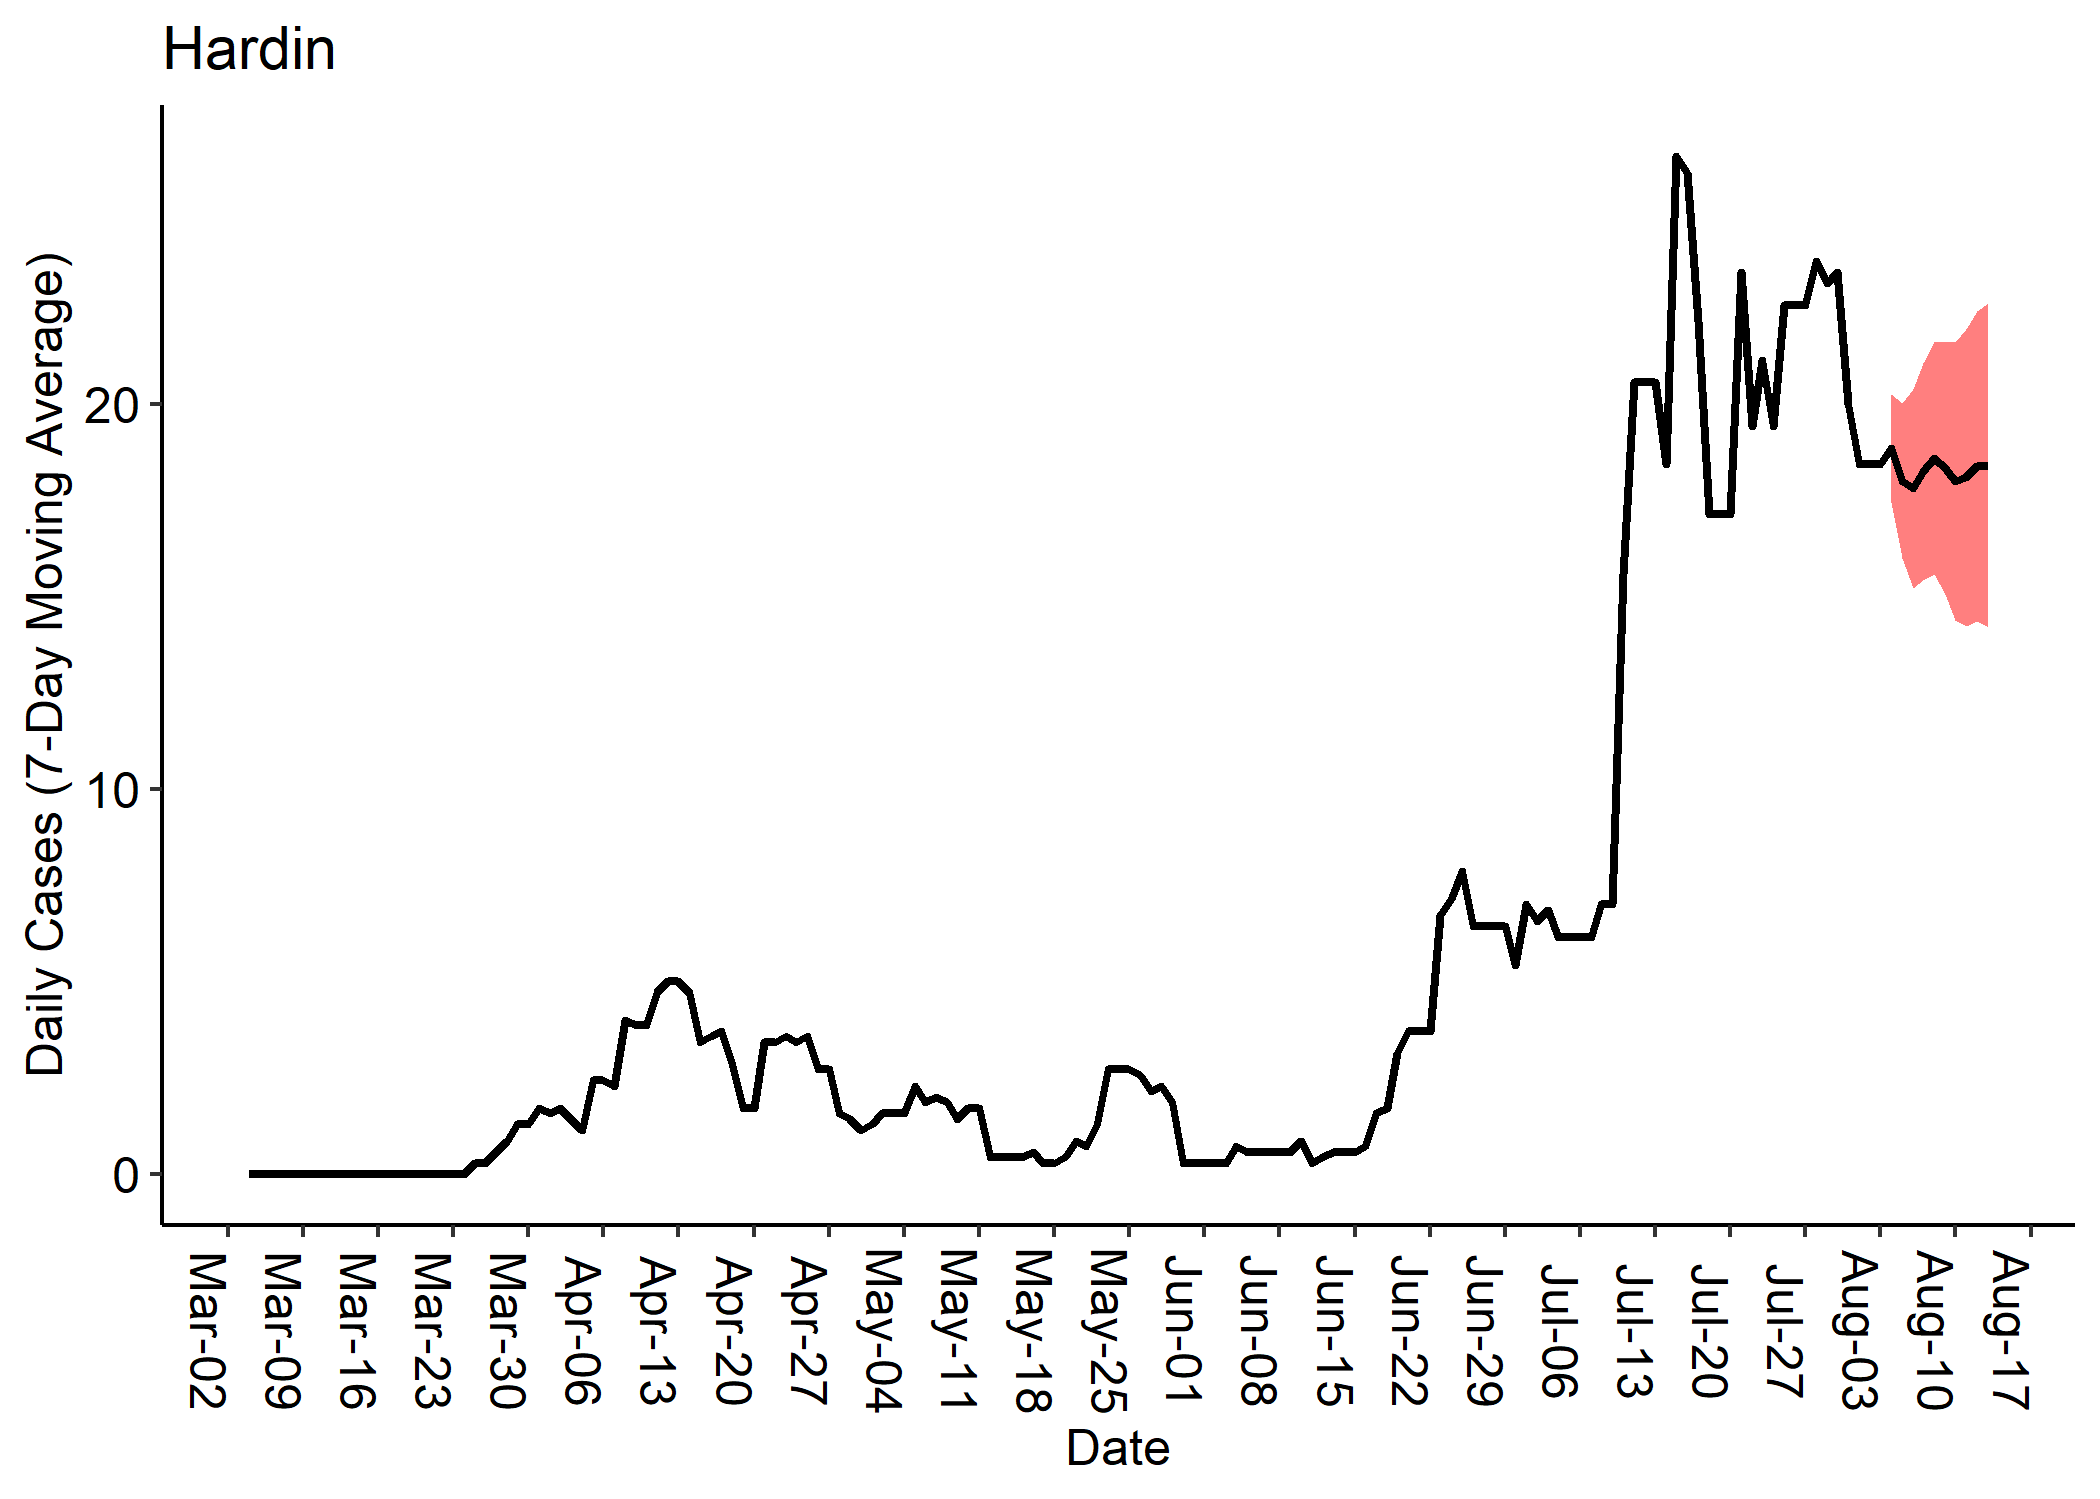 Hardin
Daily Cases (7-Day Moving Average)
20
10
0
Mar-02
Mar-09
Mar-16
Mar-23
Mar-30
Apr-06
Apr-13
Apr-20
Apr-27
May-04
May-11
May-18
May-25
Jun-01
Jun-08
Jun-15
Jun-22
Jun-29
Jul-06
Jul-13
Jul-20
Jul-27
Aug-03
Aug-10
Aug-17
Date